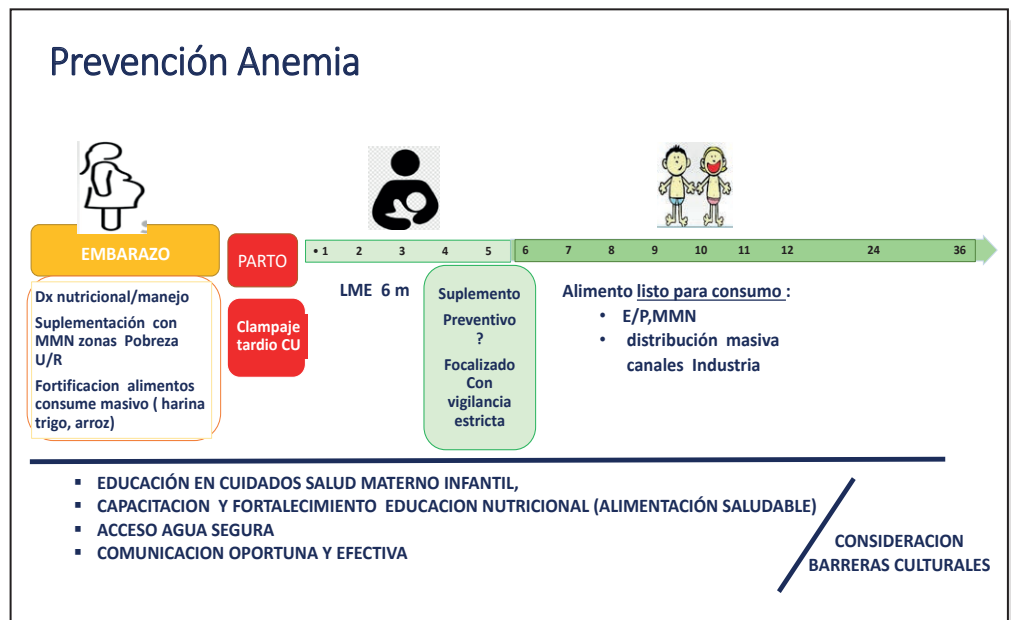 Prevención Anemia
EMBARAZO
Dx nutricional/manejo
Suplementación con
MMN zonas Pobreza
U/R
Fortificacion alimentos
consume masivo ( harina
trigo, arroz)
PARTO
Clampaje
tardio CU
• 1 2 3 4 5 6 7 8 9 10 11 12 24 36
LME 6 m
Suplemento
Preventivo
?
Focalizado
Con
vigilancia
estricta
Alimento listo para consumo :
• E/P,MMN
• distribución masiva
canales Industria
▪ EDUCACIÓN EN CUIDADOS SALUD MATERNO INFANTIL,
▪ CAPACITACION Y FORTALECIMIENTO EDUCACION NUTRICIONAL (ALIMENTACIÓN SALUDABLE)
▪ ACCESO AGUA SEGURA
▪ COMUNICACION OPORTUNA Y EFECTIVA
CONSIDERACION
BARRERAS CULTURALES